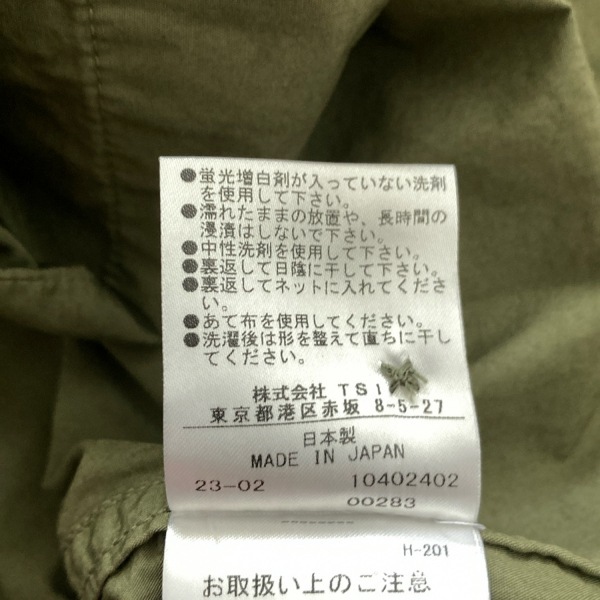 ●蛍光増白剤が入っていない洗剤
を使用して下さい。
●濡れたままの放置や、長時間の
浸漬はしないで下さい。
●中性洗剤を使用して下さい。
●裏返して日陰に干して下さい。
●裏返してネットに入れてくださ
い。
●あて布を使用してください。
●洗濯後は形を整えて直ちに干し
てください。
株式会社 TSI
東京都港区赤坂 8-5-27
日本製
MADE IN JAPAN
23-02 10402402
00283
--------
H-201
お取扱い上のご注意